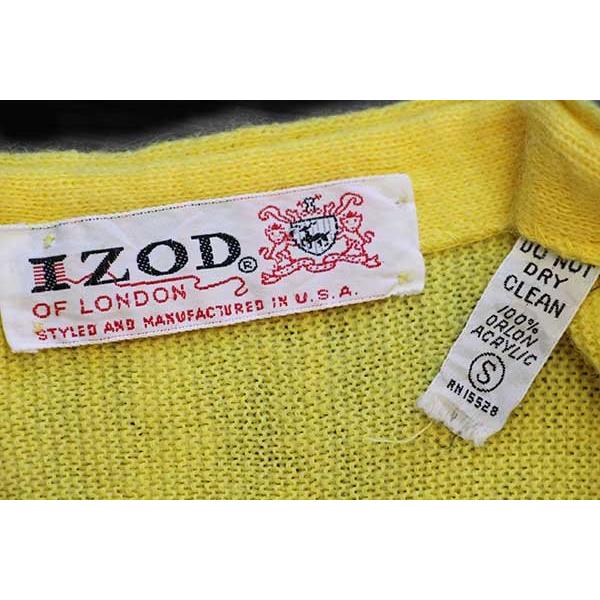 IZOD®
OF LONDON
STYLED AND MANUFACTURED IN U.S.A.
DO NOT
DRY
CLEAN
100%
ORLON
ACRYLIC
S
RN15528